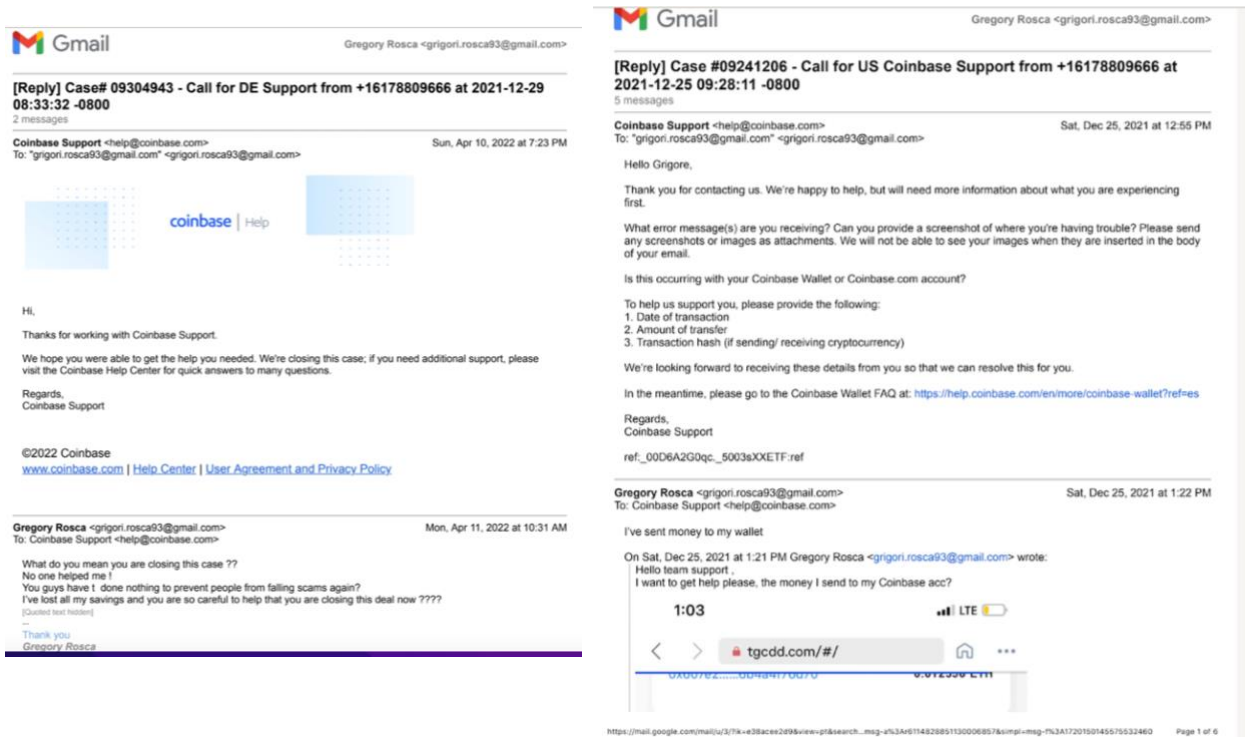 Gmail
Gregory Rosca <grigori.rosca93@gmail.com>
[Reply] Case# 09304943 - Call for DE Support from +16178809666 at 2021-12-29
08:33:32 -0800
2 messages
Coinbase Support <help@coinbase.com>
Sun, Apr 10, 2022 at 7:23 PM
To: "grigori.rosca93@gmail.com" <grigori.rosca93@gmail.com>
coinbase | Help
Hi,
Thanks for working with Coinbase Support.
We hope you were able to get the help you needed. We're closing this case; if you need additional support, please
visit the Coinbase Help Center for quick answers to many questions.
Regards,
Coinbase Support
©2022 Coinbase
www.coinbase.com | Help Center | User Agreement and Privacy Policy
Gregory Rosca <grigori.rosca93@gmail.com>
Mon, Apr 11, 2022 at 10:31 AM
To: Coinbase Support <help@coinbase.com>
What do you mean you are closing this case ??
No one helped me !
You guys have t done nothing to prevent people from falling scams again?
I've lost all my savings and you are so careful to help that you are closing this deal now ????
[Quoted text hidden]
--
Thank you
Gregory Rosca
Gmail
Gregory Rosca <grigori.rosca93@gmail.com>
[Reply] Case #09241206 - Call for US Coinbase Support from +16178809666 at
2021-12-25 09:28:11 -0800
5 messages
Coinbase Support <help@coinbase.com>
Sat, Dec 25, 2021 at 12:55 PM
To: "grigori.rosca93@gmail.com" <grigori.rosca93@gmail.com>
Hello Grigore,
Thank you for contacting us. We're happy to help, but will need more information about what you are experiencing
first.
What error message(s) are you receiving? Can you provide a screenshot of where you're having trouble? Please send
any screenshots or images as attachments. We will not be able to see your images when they are inserted in the body
of your email.
Is this occurring with your Coinbase Wallet or Coinbase.com account?
To help us support you, please provide the following:
1. Date of transaction
2. Amount of transfer
3. Transaction hash (if sending/ receiving cryptocurrency)
We're looking forward to receiving these details from you so that we can resolve this for you.
In the meantime, please go to the Coinbase Wallet FAQ at: https://help.coinbase.com/en/more/coinbase-wallet?ref=es
Regards,
Coinbase Support
ref:_00D6A2G0qc._5003sXXETF:ref
Gregory Rosca <grigori.rosca93@gmail.com>
Sat, Dec 25, 2021 at 1:22 PM
To: Coinbase Support <help@coinbase.com>
I've sent money to my wallet
On Sat, Dec 25, 2021 at 1:21 PM Gregory Rosca <grigori.rosca93@gmail.com> wrote:
Hello team support ,
I want to get help please, the money I send to my Coinbase acc?
1:03
LTE
tgcdd.com/#/
Page 1 of 6